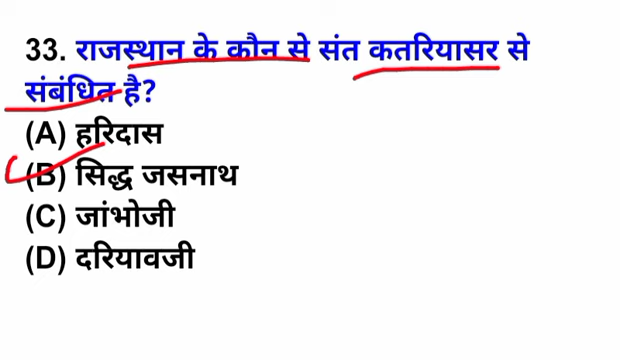 33. राजस्थान के कौन से संत कतरियासर से
संबंधित है?
(A) हरिदास
(B) सिद्ध जसनाथ
(C) जांभोजी
(D) दरियावजी